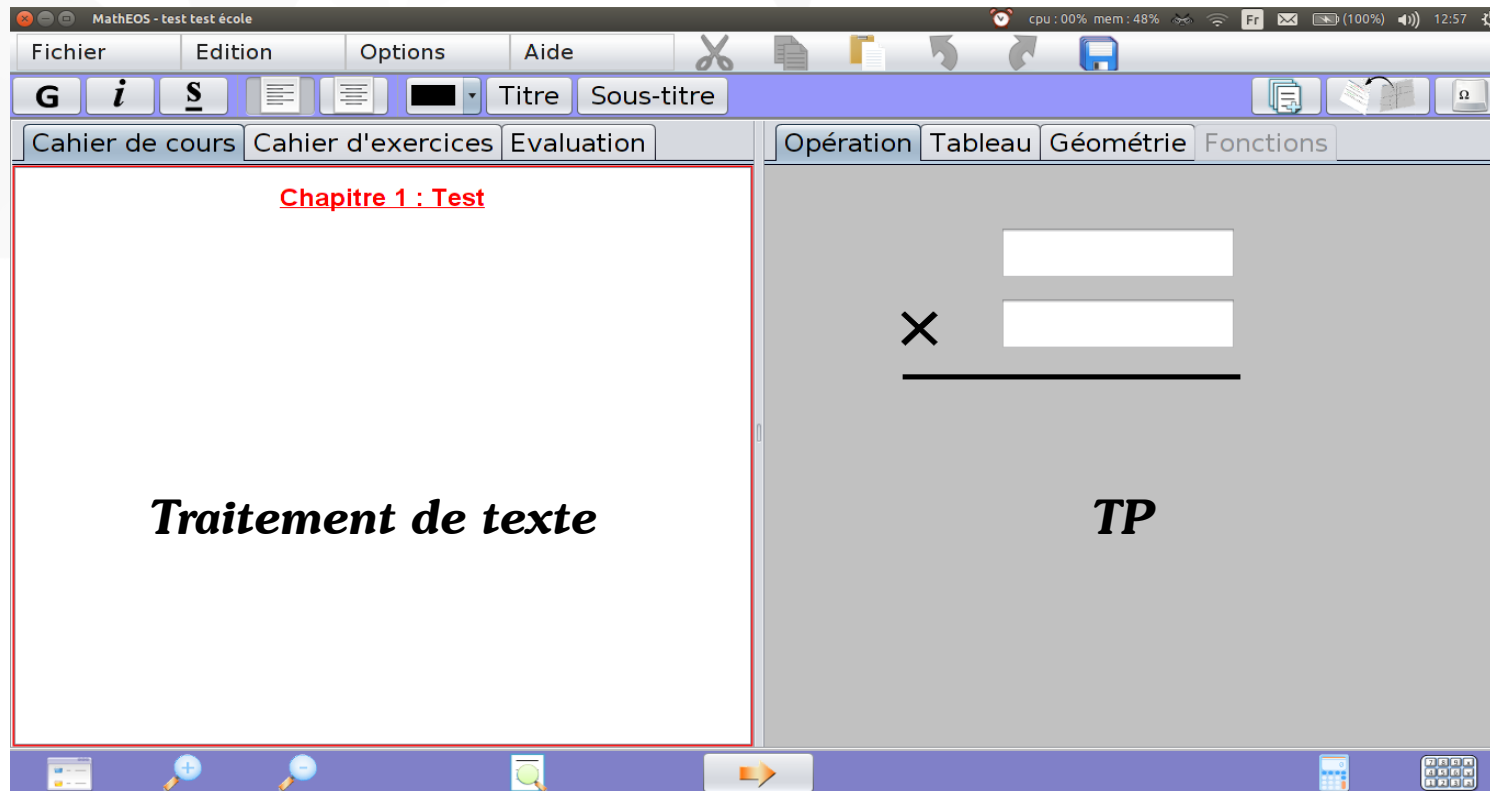 MathEOS - test test école
cpu : 00% mem : 48% Fr (100%) 12:57
Fichier Edition Options Aide
G i S Titre Sous-titre Ω
Cahier de cours Cahier d'exercices Evaluation Opération Tableau Géométrie Fonctions
Chapitre 1 : Test
×
Traitement de texte TP